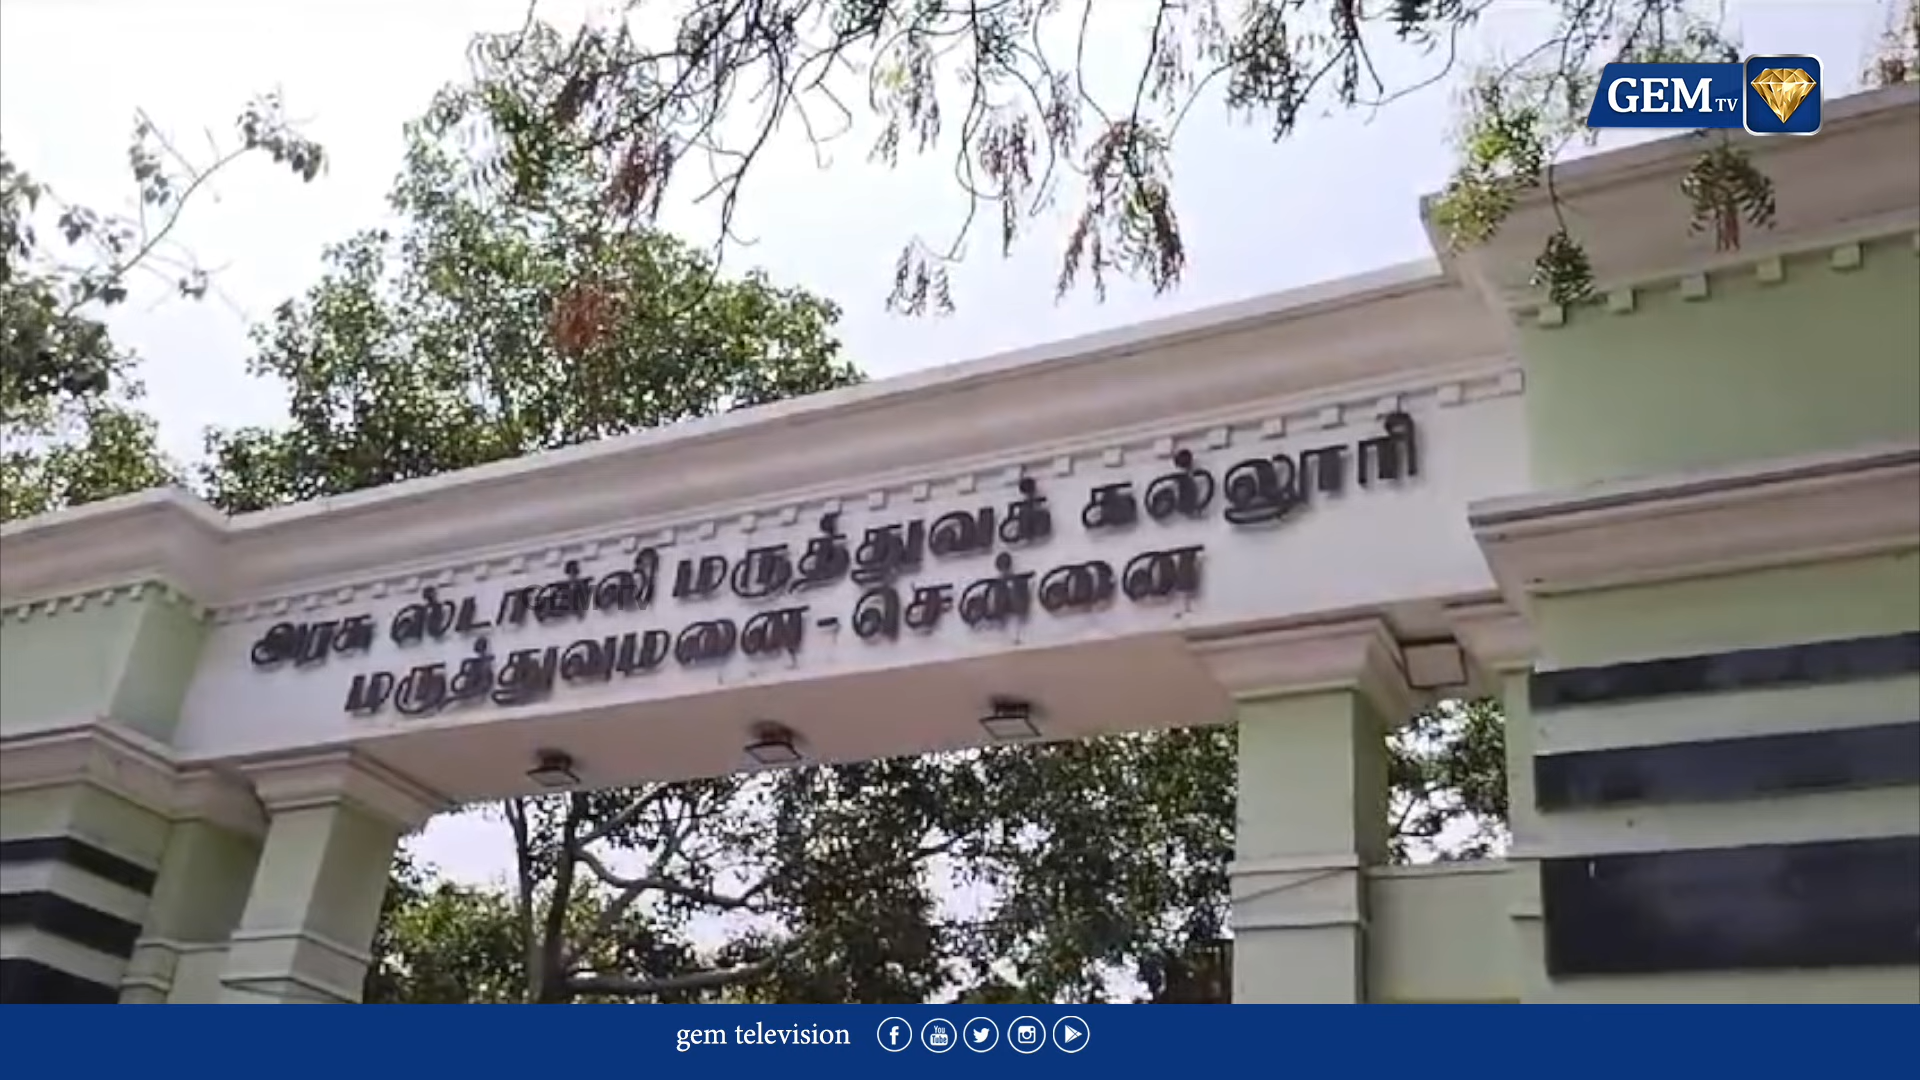 GEM TV
அரசு ஸ்டான்லி மருத்துவக் கல்லூரி
மருத்துவமனை - சென்னை
gem television